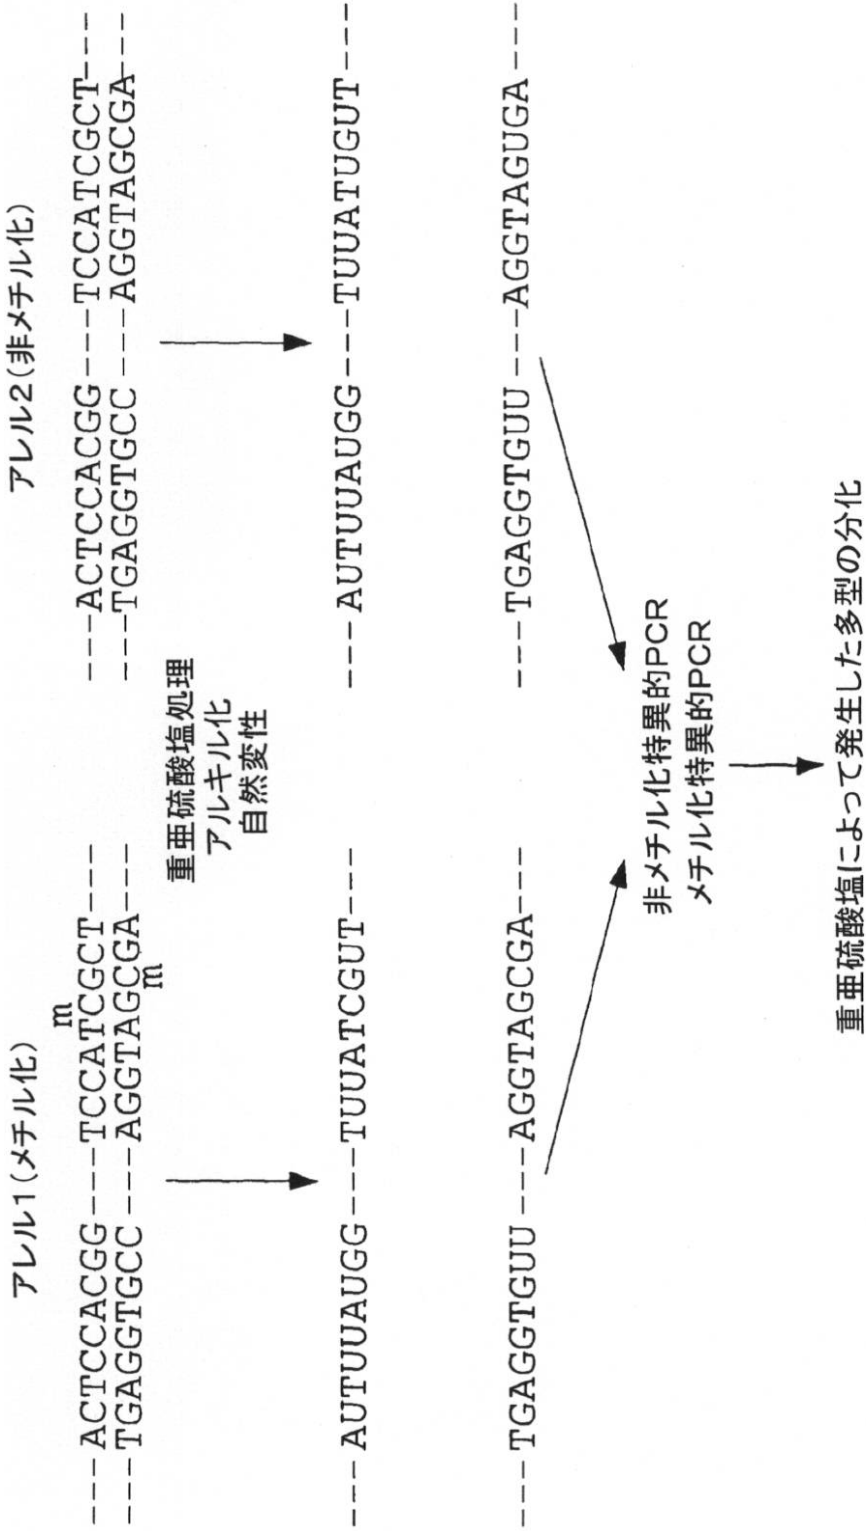 アレル1(メチル化)
アレル2(非メチル化)
m
---ACTCCACGG----TCCATCGCT---
---TGAGGTGCC----AGGTAGCGA---
m
---ACTCCACGG----TCCATCGCT----
---TGAGGTGCC----AGGTAGCGA---
重亜硫酸塩処理
アルキル化
自然変性
---AUTUUAUGG----TUUATCGUT---
---AUTUUAUGG----TUUATUGUT---
---TGAGGTGUU----AGGTAGCGA---
---TGAGGTGUU----AGGTAGUGA---
非メチル化特異的PCR
メチル化特異的PCR
重亜硫酸塩によって発生した多型の分化